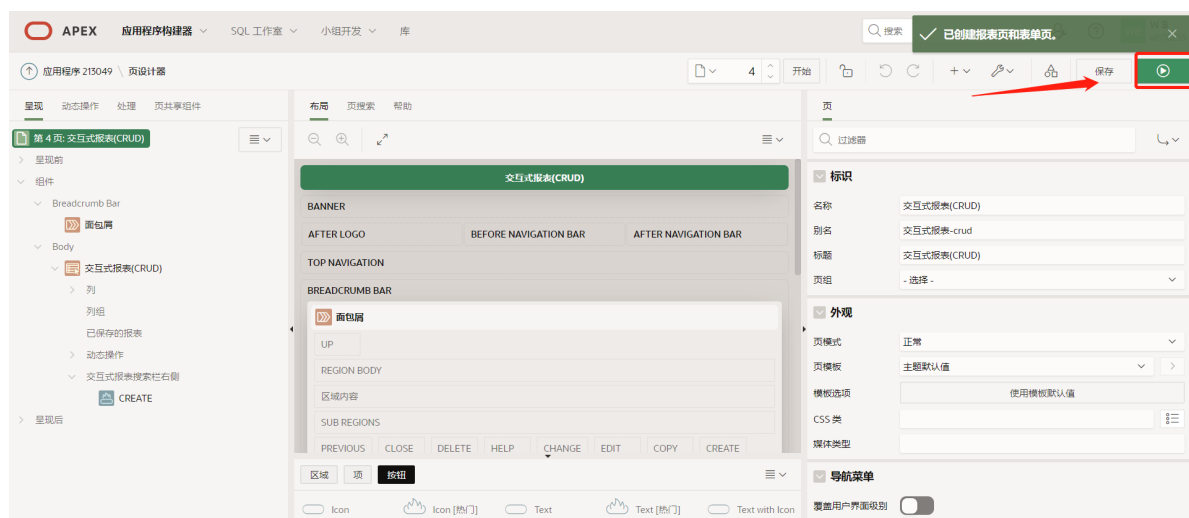 APEX 应用程序构建器 SQL 工作室 小组开发 库 搜索
已创建报表页和表单页。
应用程序 213049 \ 页设计器 4 开始 保存
呈现 动态操作 处理 页共享组件
第 4 页: 交互式报表(CRUD)
呈现前
组件
Breadcrumb Bar
面包屑
Body
交互式报表(CRUD)
列
列组
已保存的报表
动态操作
交互式报表搜索栏右侧
CREATE
呈现后
布局 页搜索 帮助
交互式报表(CRUD)
BANNER
AFTER LOGO BEFORE NAVIGATION BAR AFTER NAVIGATION BAR
TOP NAVIGATION
BREADCRUMB BAR
面包屑
UP
REGION BODY
区域内容
SUB REGIONS
PREVIOUS CLOSE DELETE HELP CHANGE EDIT COPY CREATE
区域 项 按钮
Icon Icon [热门] Text Text [热门] Text with Icon
页
过滤器
标识
名称 交互式报表(CRUD)
别名 交互式报表-crud
标题 交互式报表(CRUD)
页组 - 选择 -
外观
页模式 正常
页模板 主题默认值
模板选项 使用模板默认值
CSS 类
媒体类型
导航菜单
覆盖用户界面级别